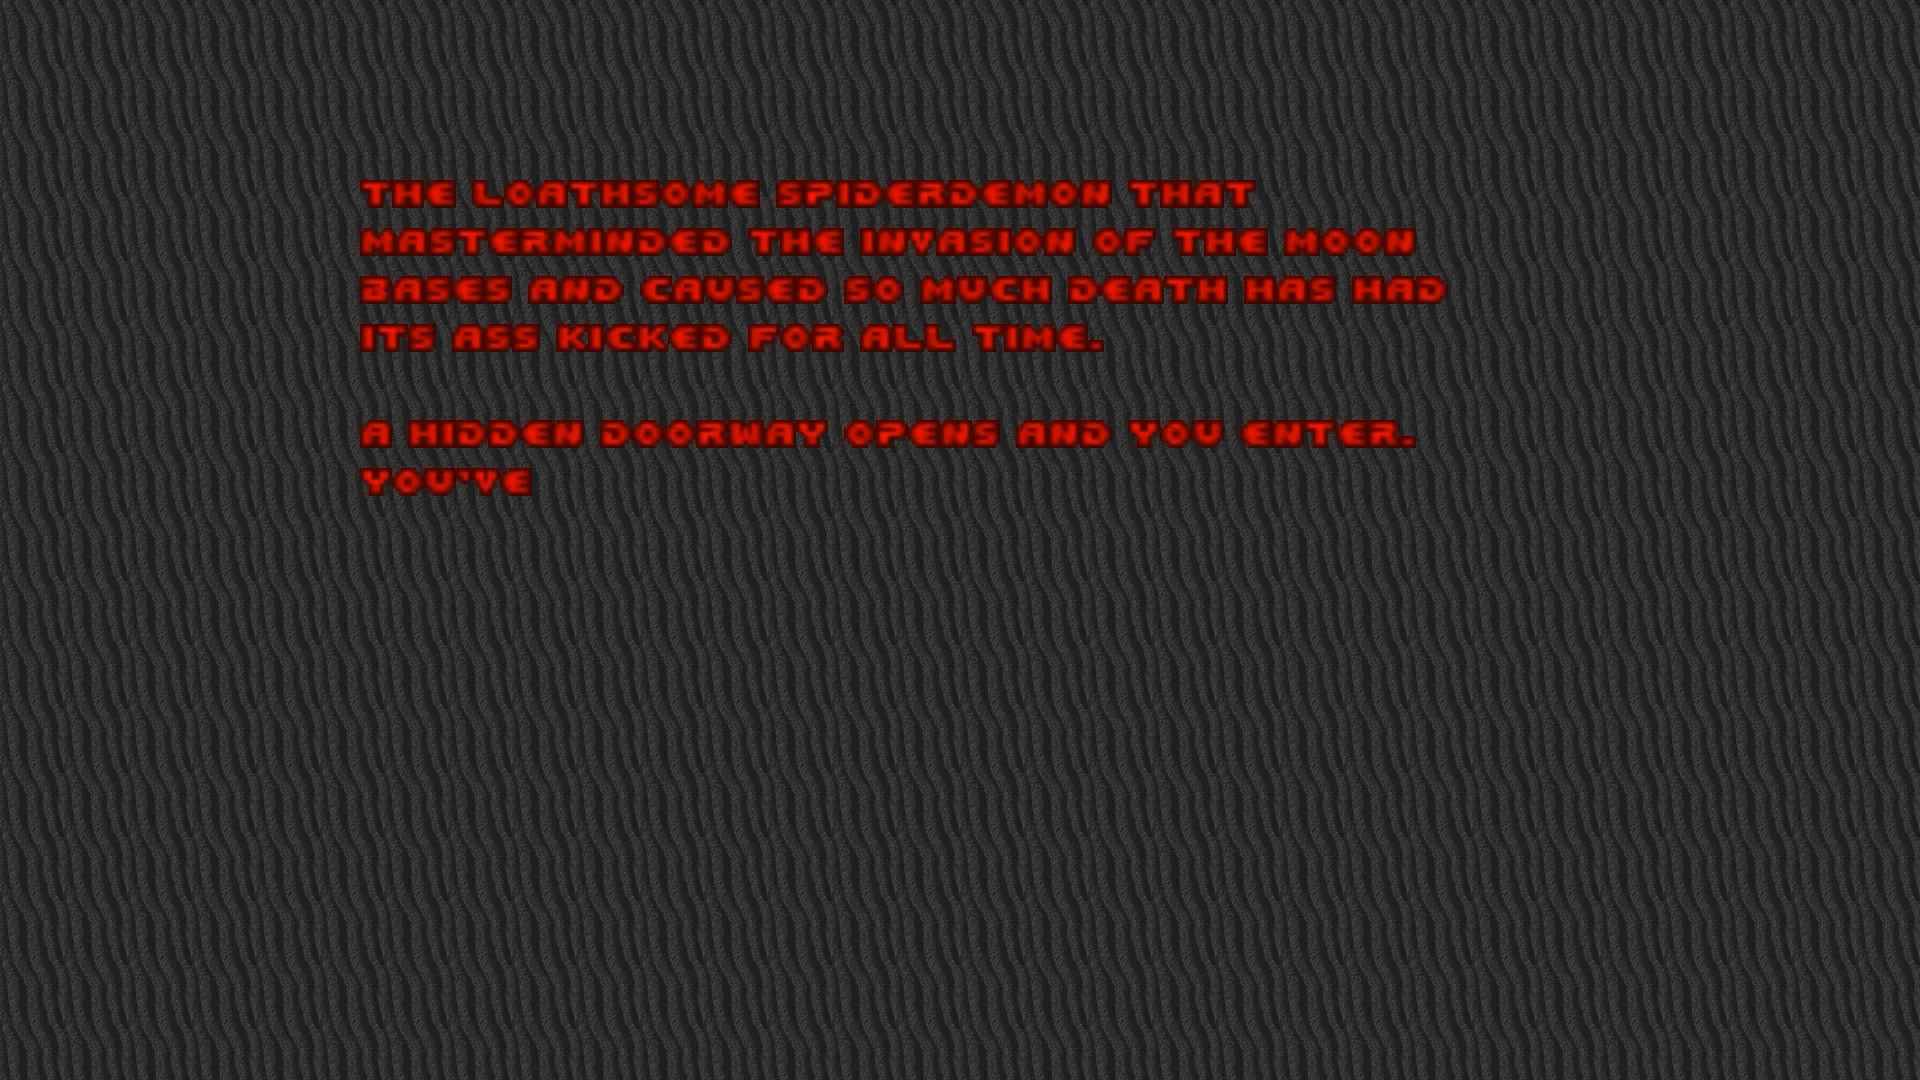 THE LOATHSOME SPIDERDEMON THAT
MASTERMINDED THE INVASION OF THE MOON
BASES AND CAUSED SO MUCH DEATH HAS HAD
ITS ASS KICKED FOR ALL TIME.
A HIDDEN DOORWAY OPENS AND YOU ENTER.
YOU'VE